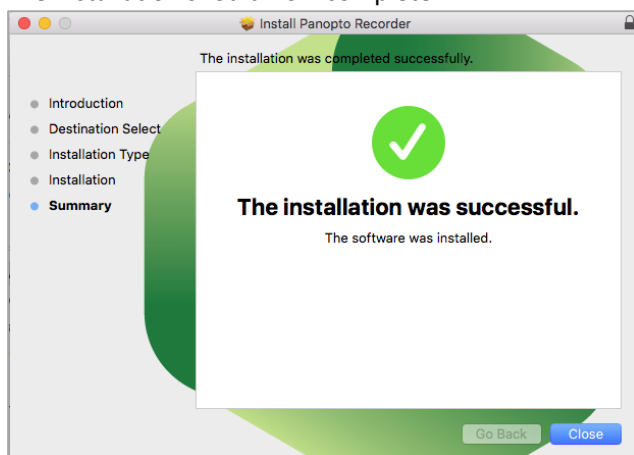 Install Panopto Recorder
The installation was completed successfully.
Introduction
Destination Select
Installation Type
Installation
Summary
The installation was successful.
The software was installed.
Go Back
Close